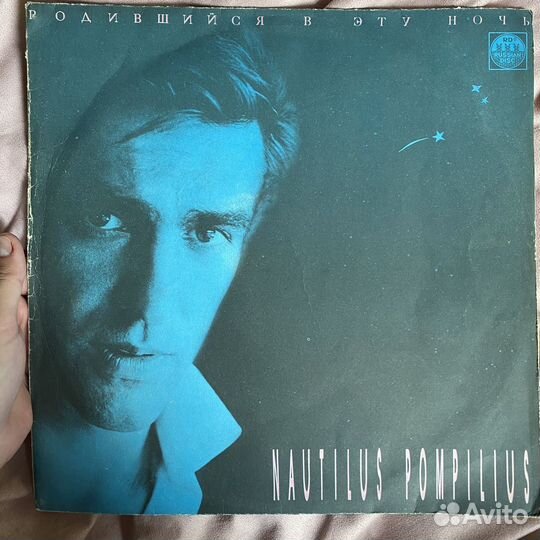 РОДИВШИЙСЯ В ЭТУ НОЧЬ
RD
RUSSIAN
DISC
NAUTILUS POMPILIUS
Avito